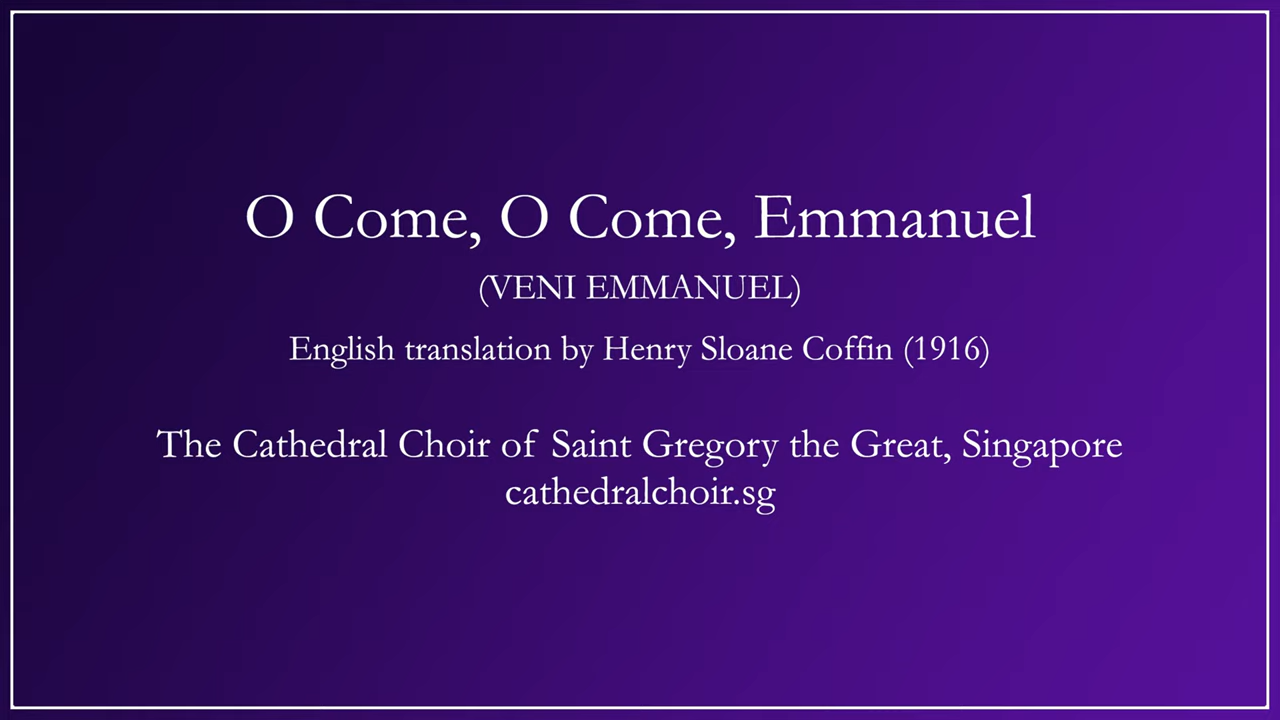 O Come, O Come, Emmanuel
(VENI EMMANUEL)
English translation by Henry Sloane Coffin (1916)
The Cathedral Choir of Saint Gregory the Great, Singapore
cathedralchoir.sg